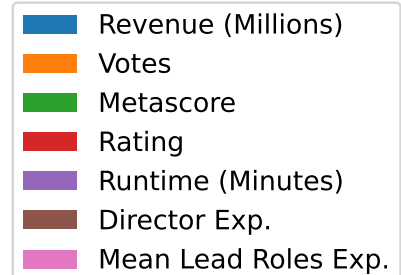 Revenue (Millions)
Votes
Metascore
Rating
Runtime (Minutes)
Director Exp.
Mean Lead Roles Exp.